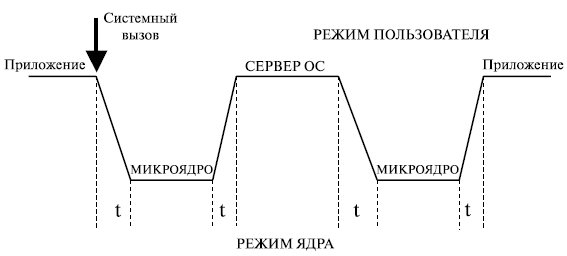 Системный
вызов
РЕЖИМ ПОЛЬЗОВАТЕЛЯ
Приложение
СЕРВЕР ОС
Приложение
МИКРОЯДРО
МИКРОЯДРО
t
t
t
t
РЕЖИМ ЯДРА